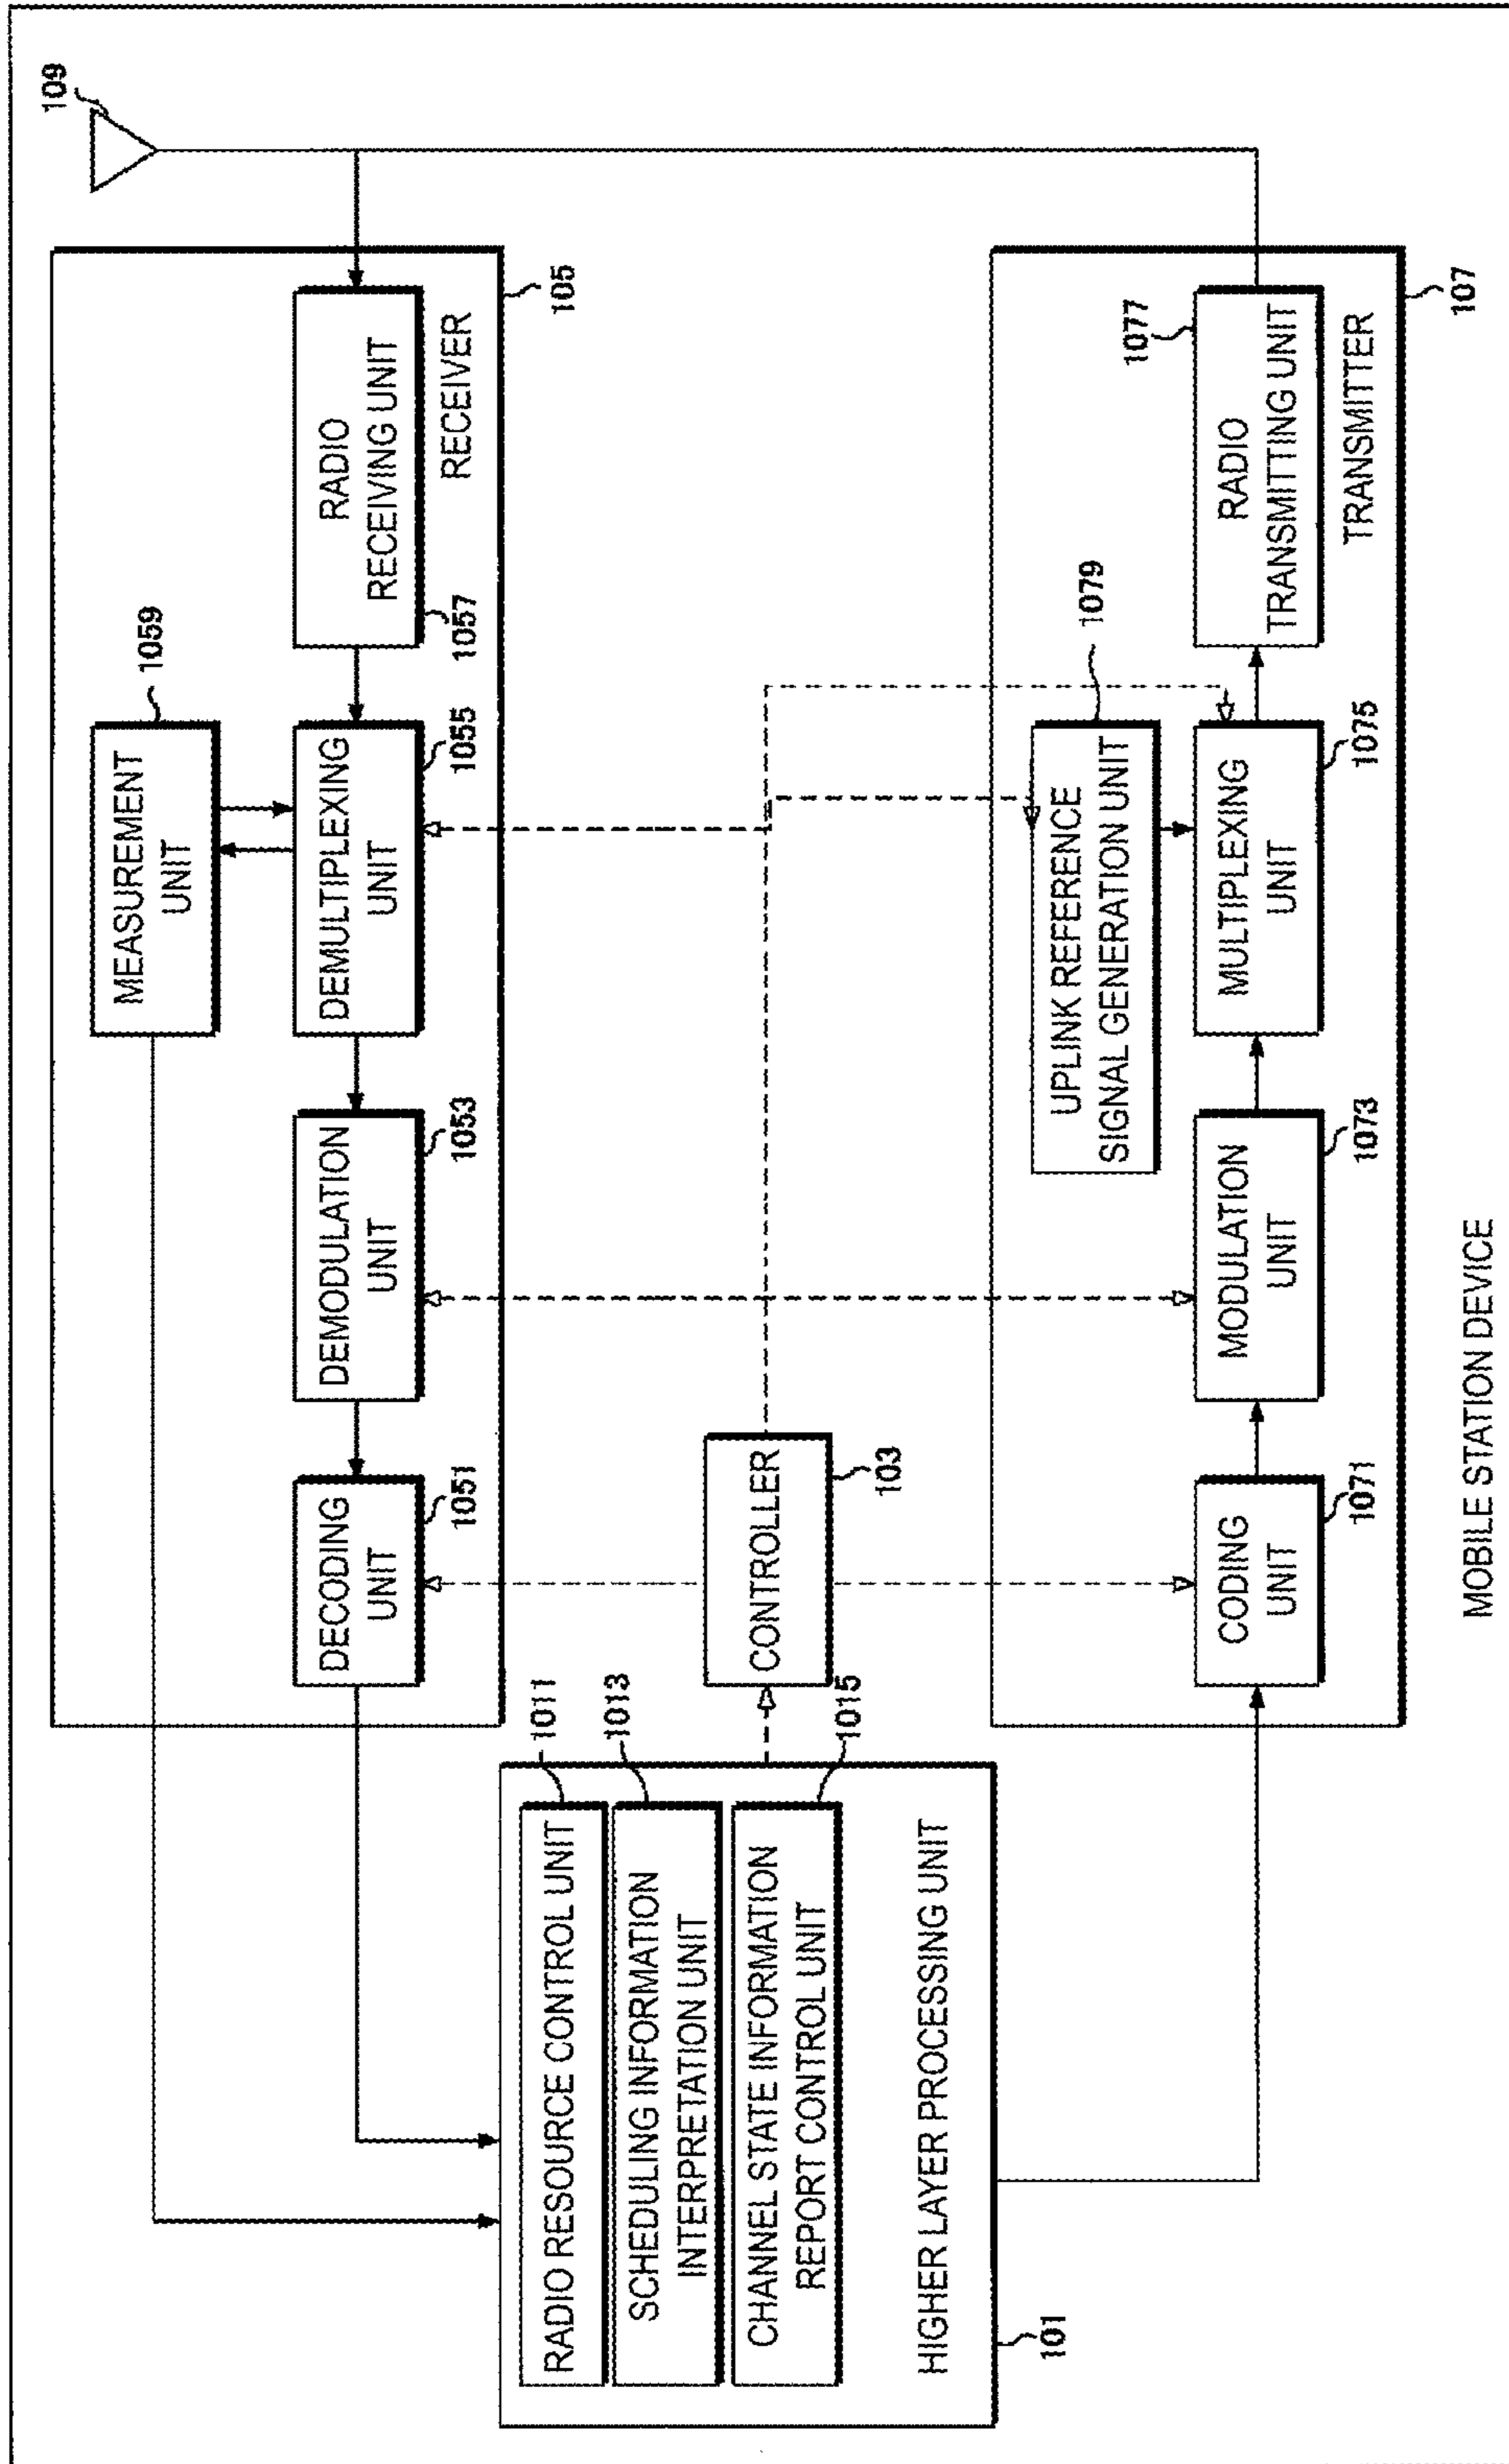 109
1059
MEASUREMENT
UNIT
DECODING
UNIT
1051
DEMODULATION
UNIT
1053
DEMULTIPLEXING
UNIT
1055
RADIO
RECEIVING UNIT
1057
RECEIVER
105
RADIO RESOURCE CONTROL UNIT
1011
SCHEDULING INFORMATION
INTERPRETATION UNIT
1013
CHANNEL STATE INFORMATION
REPORT CONTROL UNIT
1015
HIGHER LAYER PROCESSING UNIT
101
CONTROLLER
103
UPLINK REFERENCE
SIGNAL GENERATION UNIT
1079
CODING
UNIT
1071
MODULATION
UNIT
1073
MULTIPLEXING
UNIT
1075
RADIO
TRANSMITTING UNIT
1077
TRANSMITTER
107
MOBILE STATION DEVICE